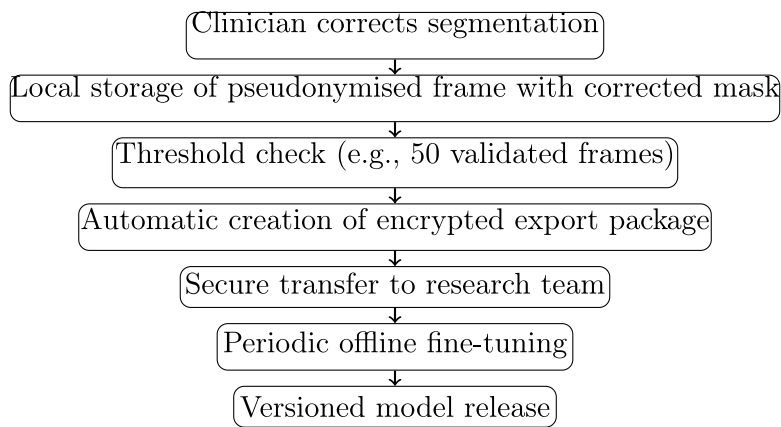 Clinician corrects segmentation
Local storage of pseudonymised frame with corrected mask
Threshold check (e.g., 50 validated frames)
Automatic creation of encrypted export package
Secure transfer to research team
Periodic offline fine-tuning
Versioned model release